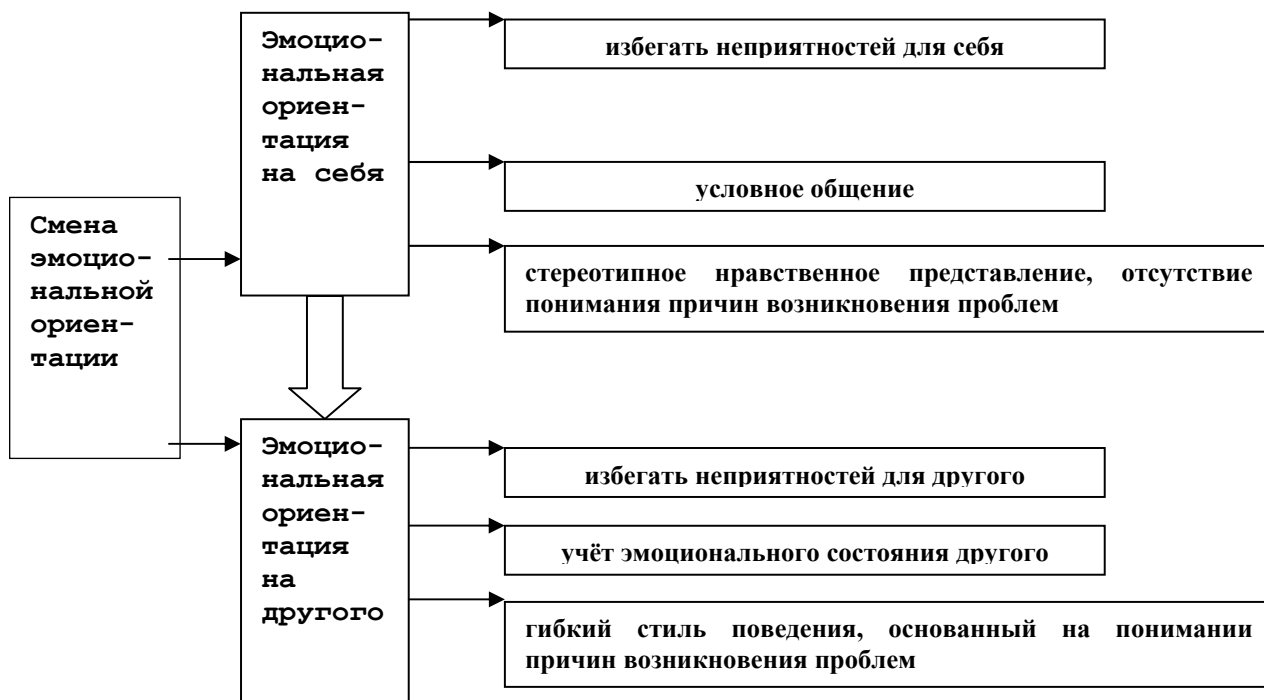 Смена
эмоцио-
нальной
ориен-
тации
Эмоцио-
нальная
ориен-
тация
на себя
избегать неприятностей для себя
условное общение
стереотипное нравственное представление, отсутствие
понимания причин возникновения проблем
Эмоцио-
нальная
ориен-
тация
на
другого
избегать неприятностей для другого
учёт эмоционального состояния другого
гибкий стиль поведения, основанный на понимании
причин возникновения проблем